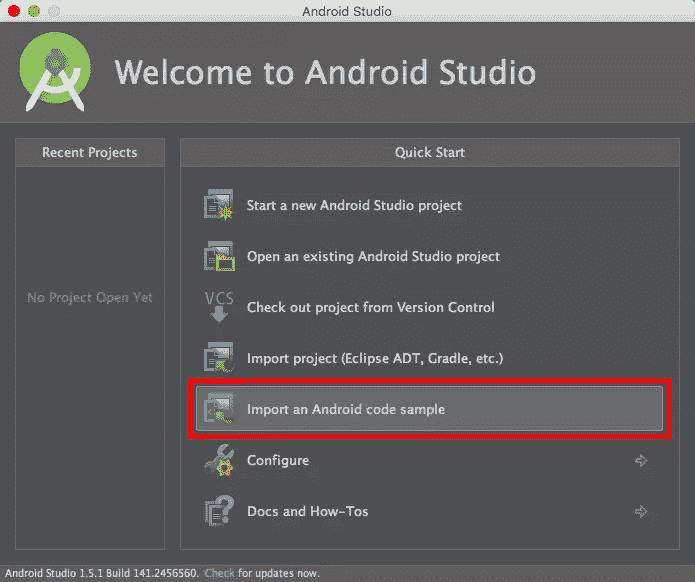 Android Studio
Welcome to Android Studio
Recent Projects
No Project Open Yet
Quick Start
Start a new Android Studio project
Open an existing Android Studio project
VCS
Check out project from Version Control
Import project (Eclipse ADT, Gradle, etc.)
Import an Android code sample
Configure
Docs and How-Tos
Android Studio 1.5.1 Build 141.2456560. Check for updates now.